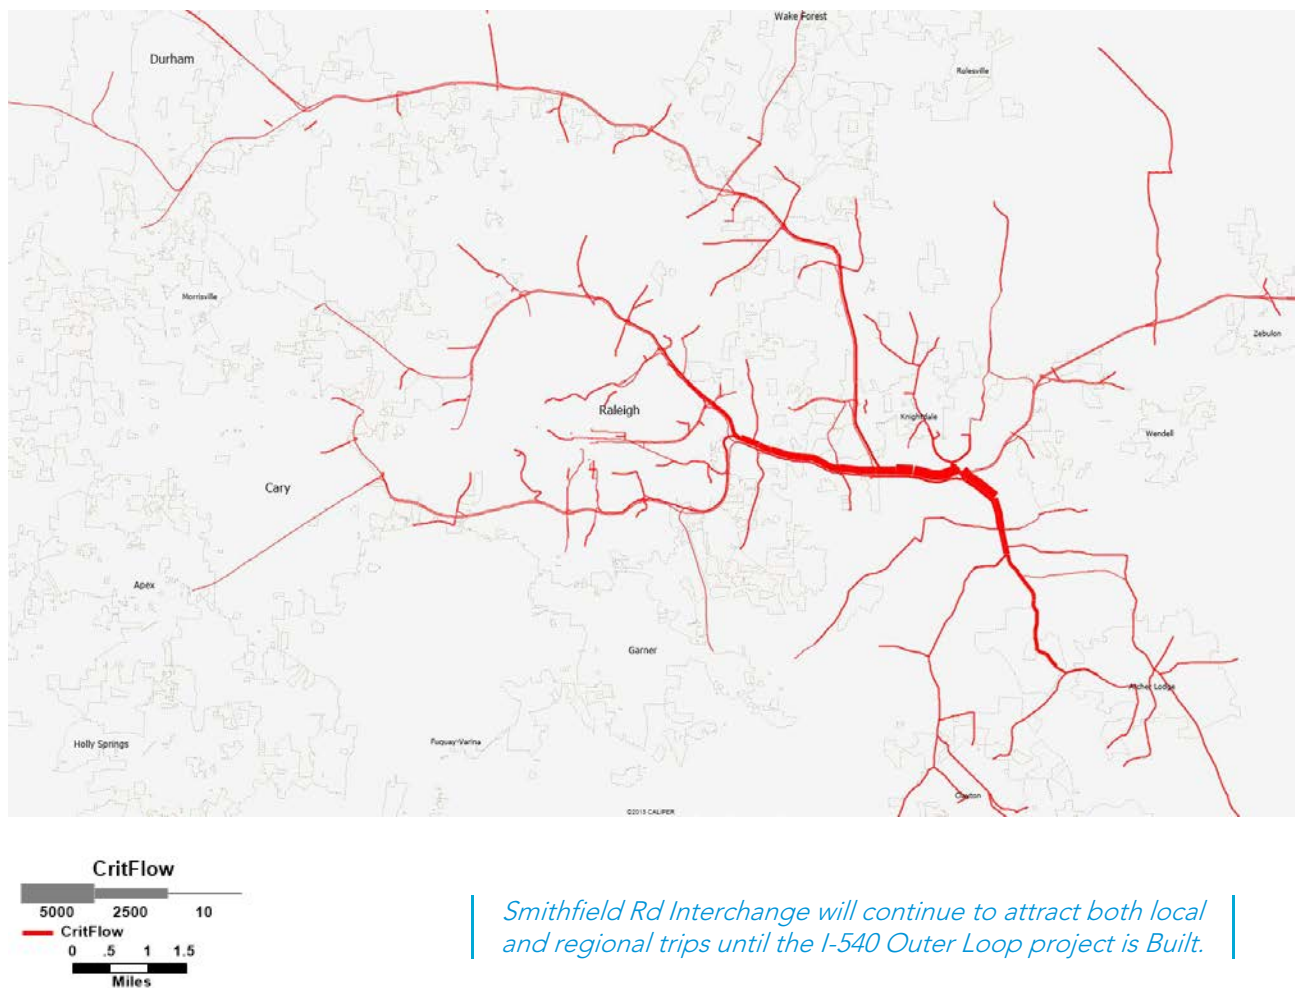 Wake Forest
Durham
Rolesville
Morrisville
Zebulon
Raleigh
Knightdale
Wendell
Cary
Apex
Garner
Archer Lodge
Holly Springs
Fuquay-Varina
Clayton
©2015 CALIPER
CritFlow
5000 2500 10
CritFlow
0 .5 1 1.5
Miles
Smithfield Rd Interchange will continue to attract both local
and regional trips until the I-540 Outer Loop project is Built.